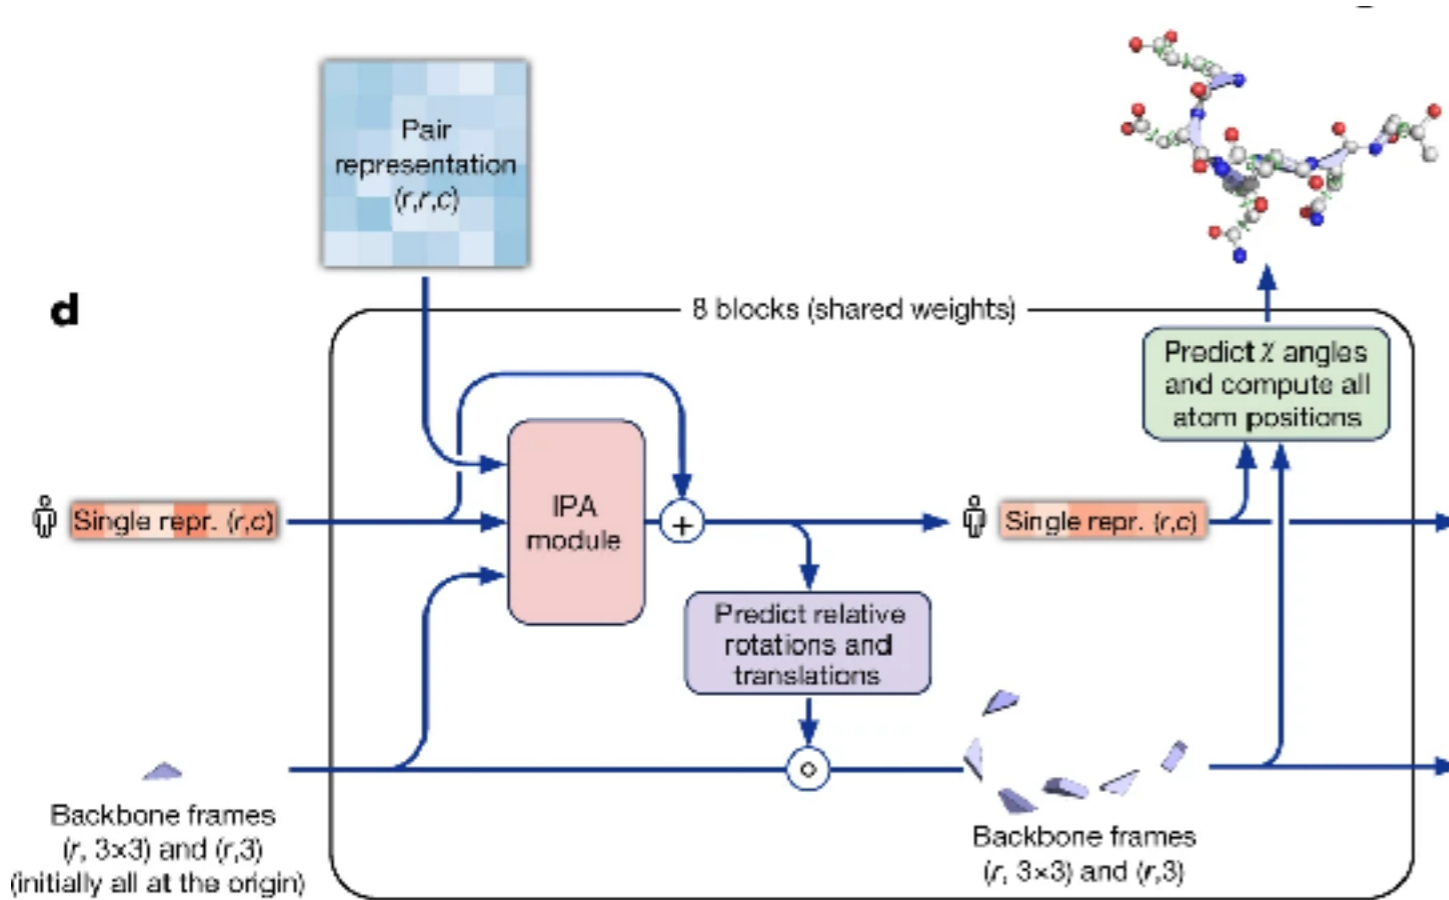 Pair
representation
(r,r,c)
d
8 blocks (shared weights)
Predict χ angles
and compute all
atom positions
IPA
module
+
Single repr. (r,c)
Single repr. (r,c)
Predict relative
rotations and
translations
Backbone frames
(r, 3×3) and (r,3)
(initially all at the origin)
Backbone frames
(r, 3×3) and (r,3)